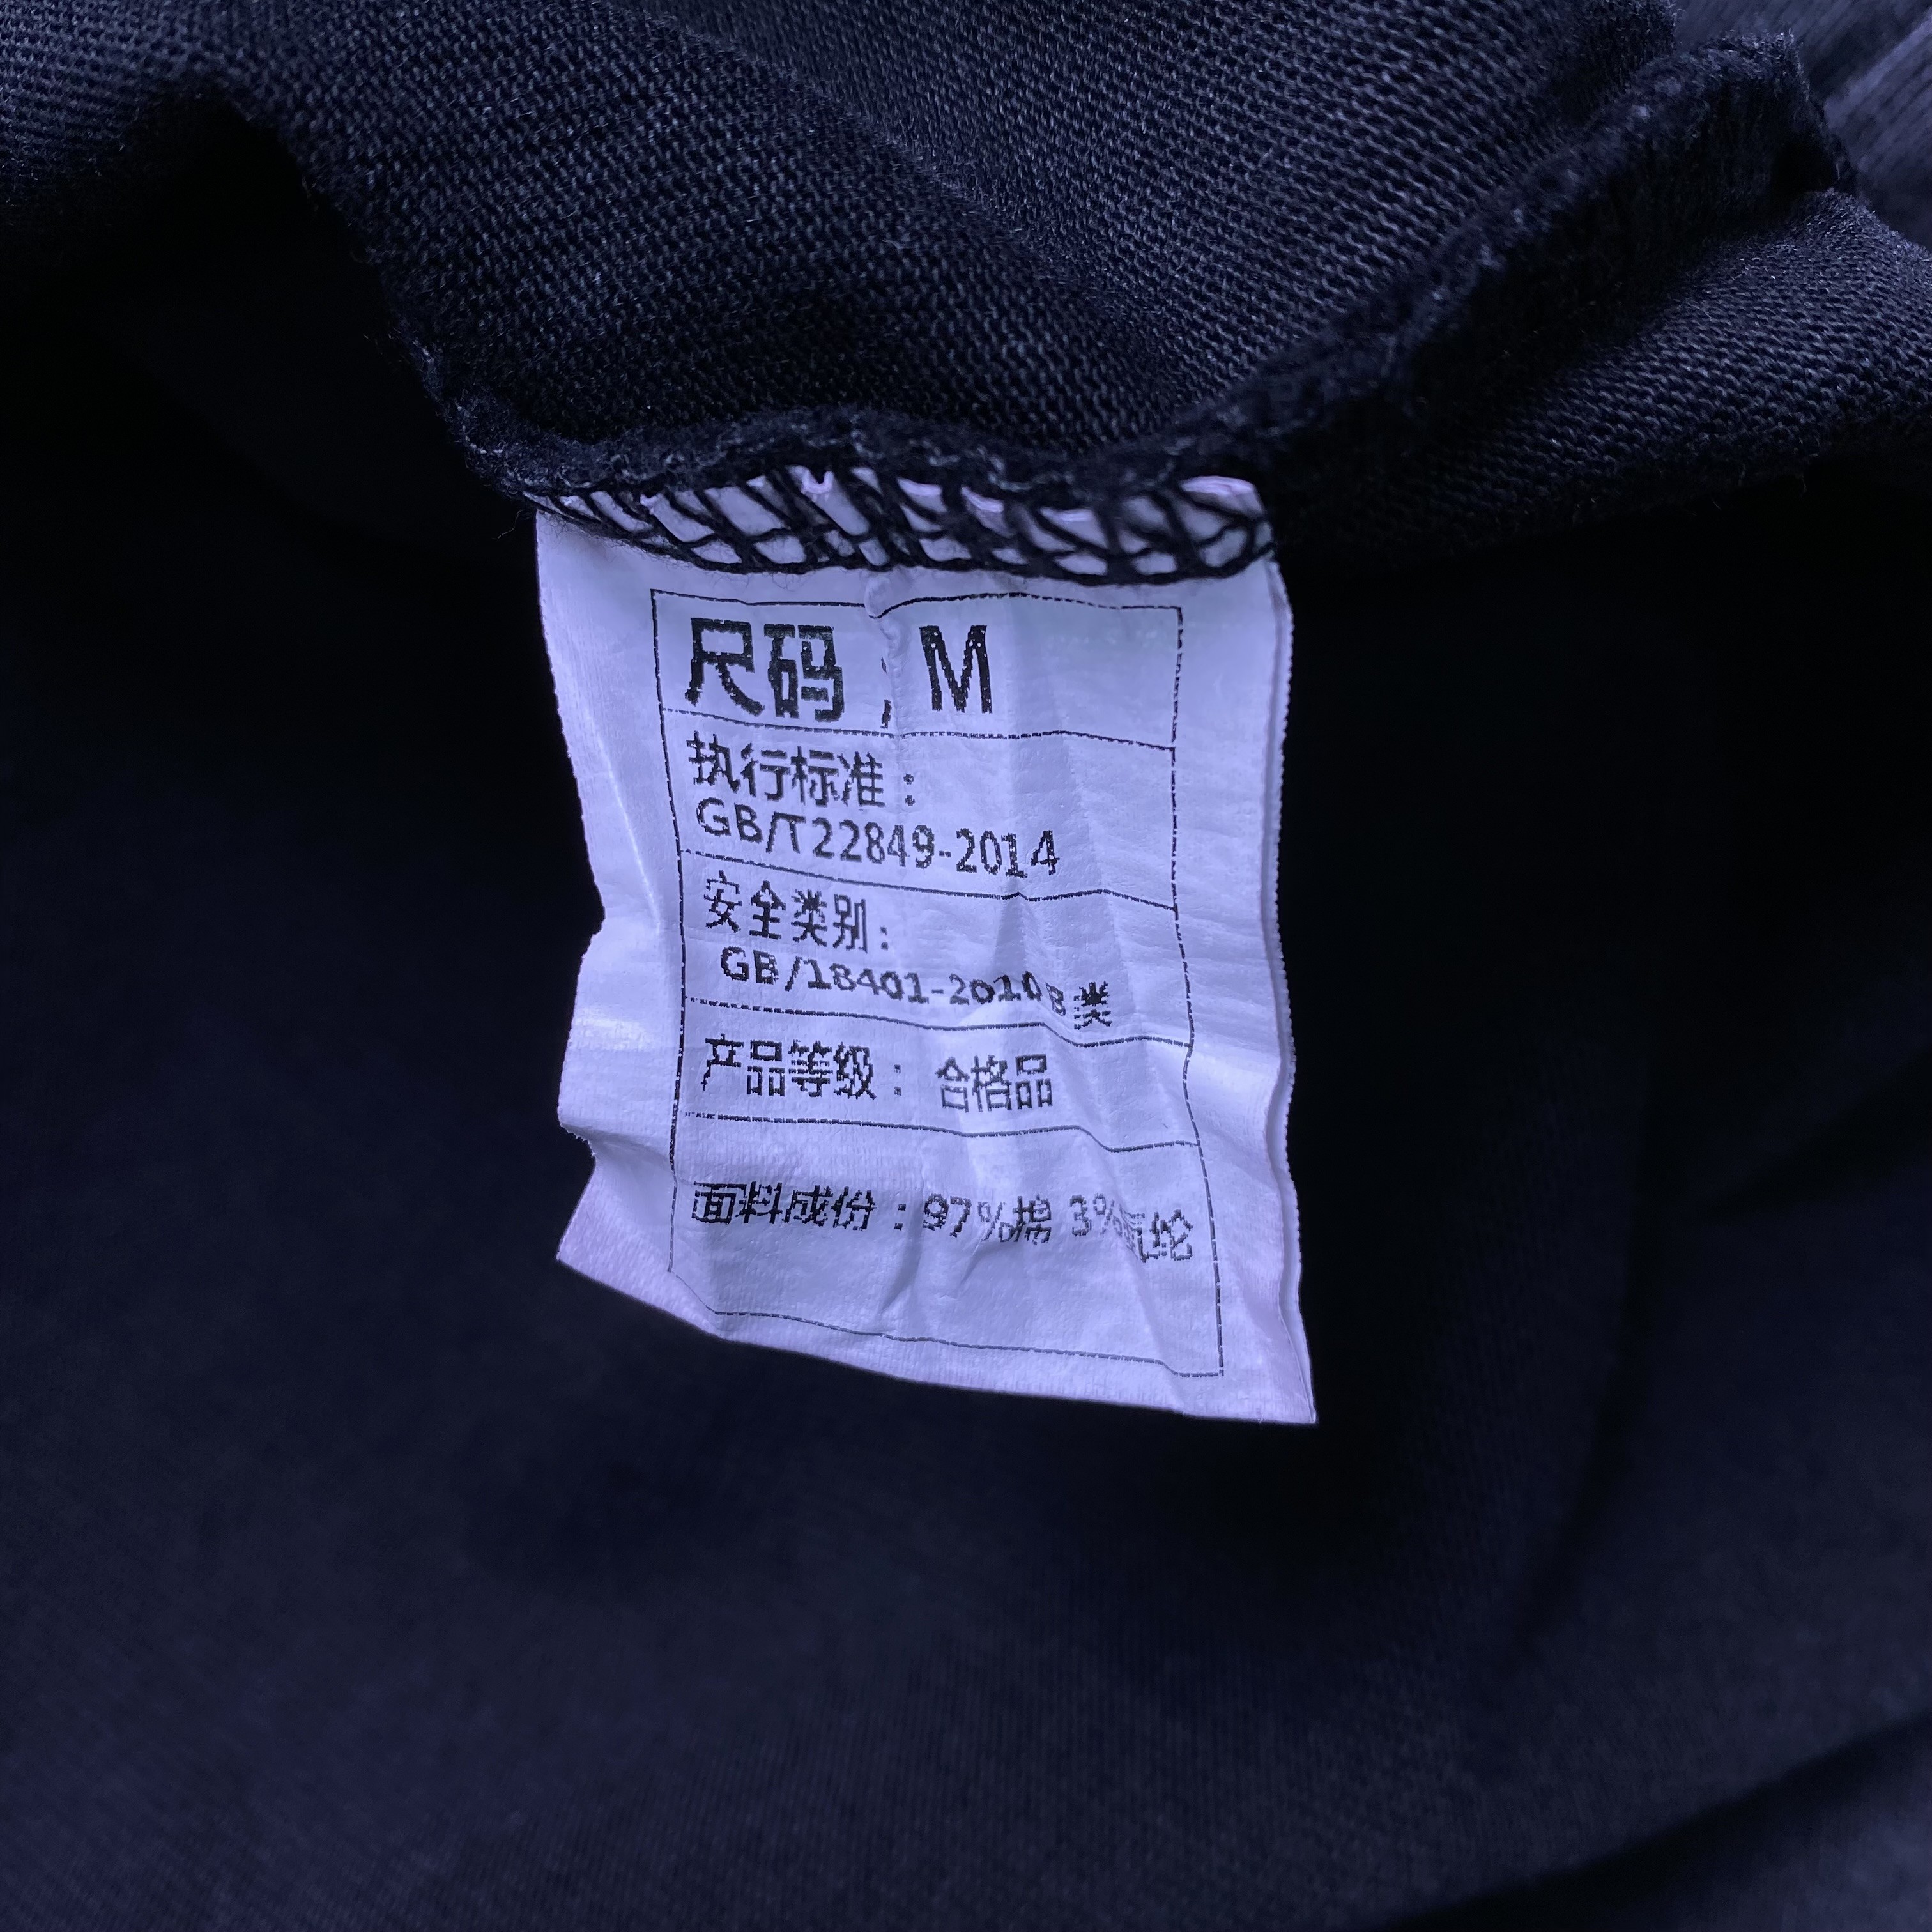 尺码：M
执行标准：
GB/T22849-2014
安全类别：
GB/18401-2010B类
产品等级：合格品
面料成份：97%棉 3%氨纶